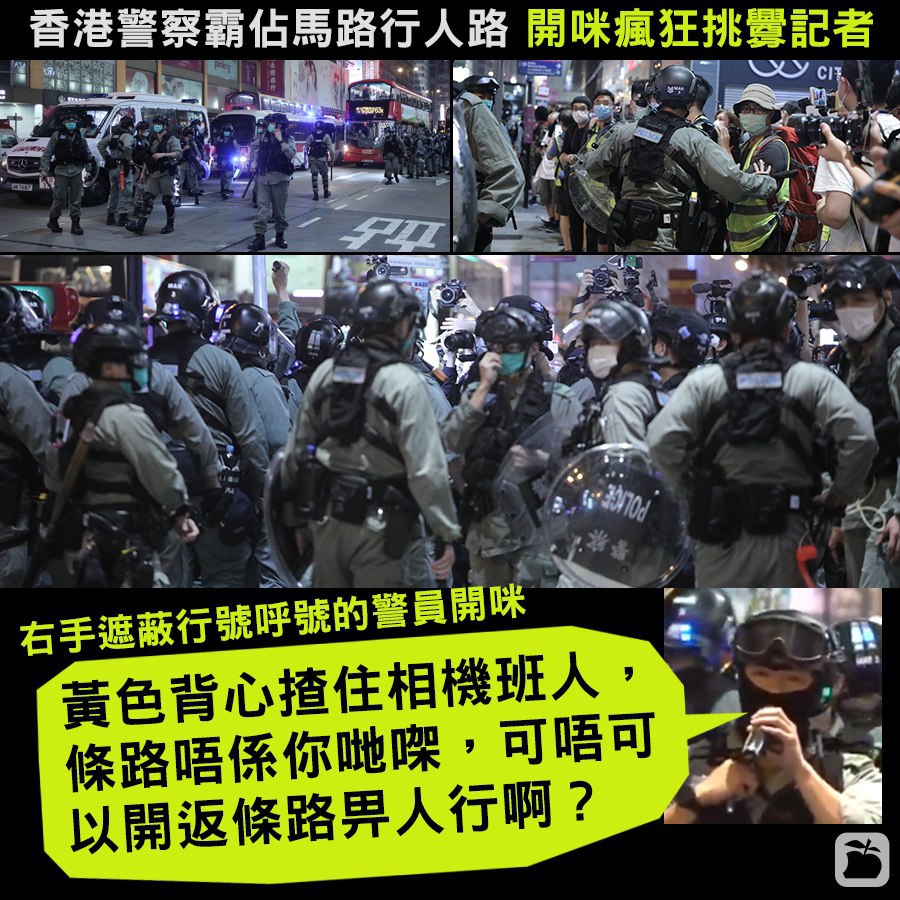 香港警察霸佔馬路行人路 開咪瘋狂挑釁記者
POLICE
右手遮蔽行號呼號的警員開咪
黃色背心揸住相機班人，
條路唔係你哋㗎，可唔可
以開返條路畀人行啊？